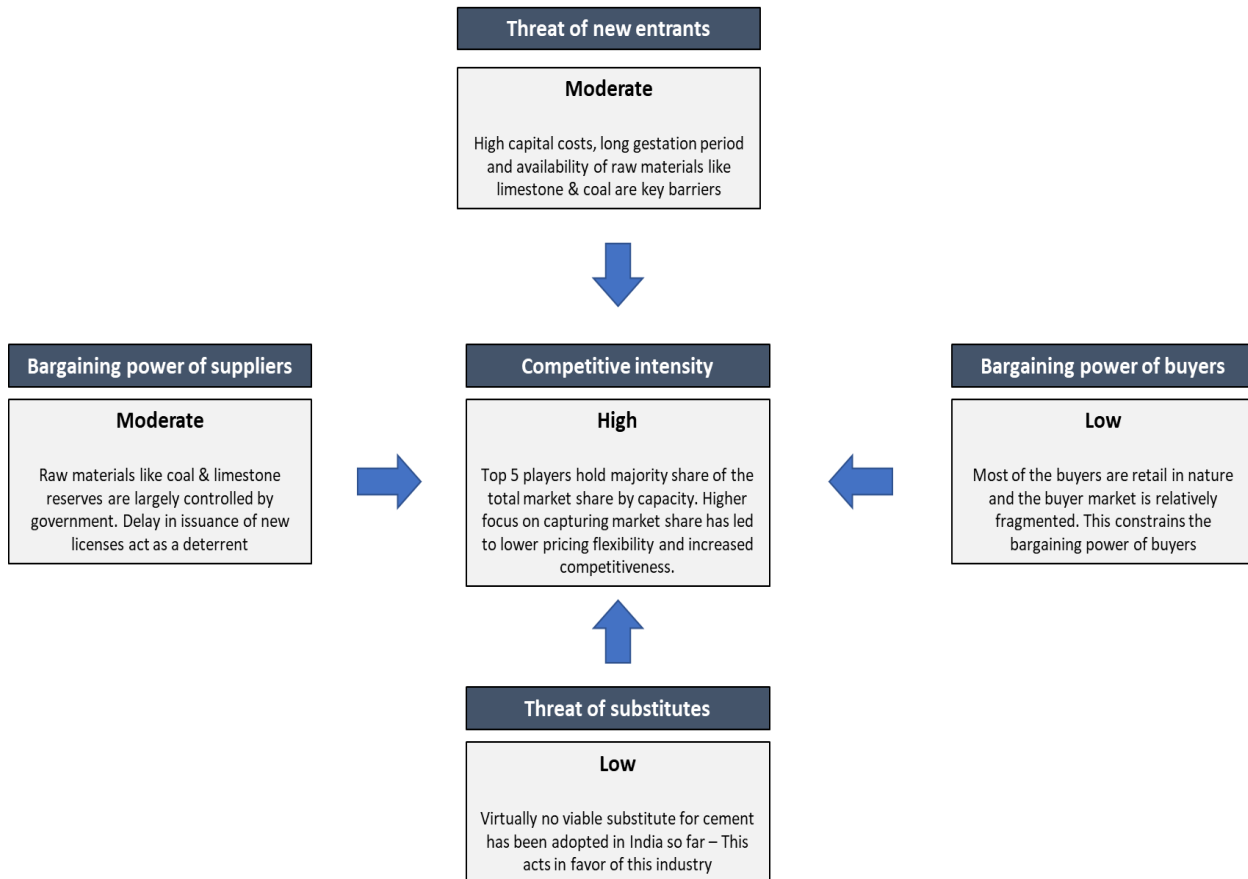 Threat of new entrants
Moderate
High capital costs, long gestation period
and availability of raw materials like
limestone & coal are key barriers
Bargaining power of suppliers
Moderate
Raw materials like coal & limestone
reserves are largely controlled by
government. Delay in issuance of new
licenses act as a deterrent
Competitive intensity
High
Top 5 players hold majority share of the
total market share by capacity. Higher
focus on capturing market share has led
to lower pricing flexibility and increased
competitiveness.
Bargaining power of buyers
Low
Most of the buyers are retail in nature
and the buyer market is relatively
fragmented. This constrains the
bargaining power of buyers
Threat of substitutes
Low
Virtually no viable substitute for cement
has been adopted in India so far – This
acts in favor of this industry